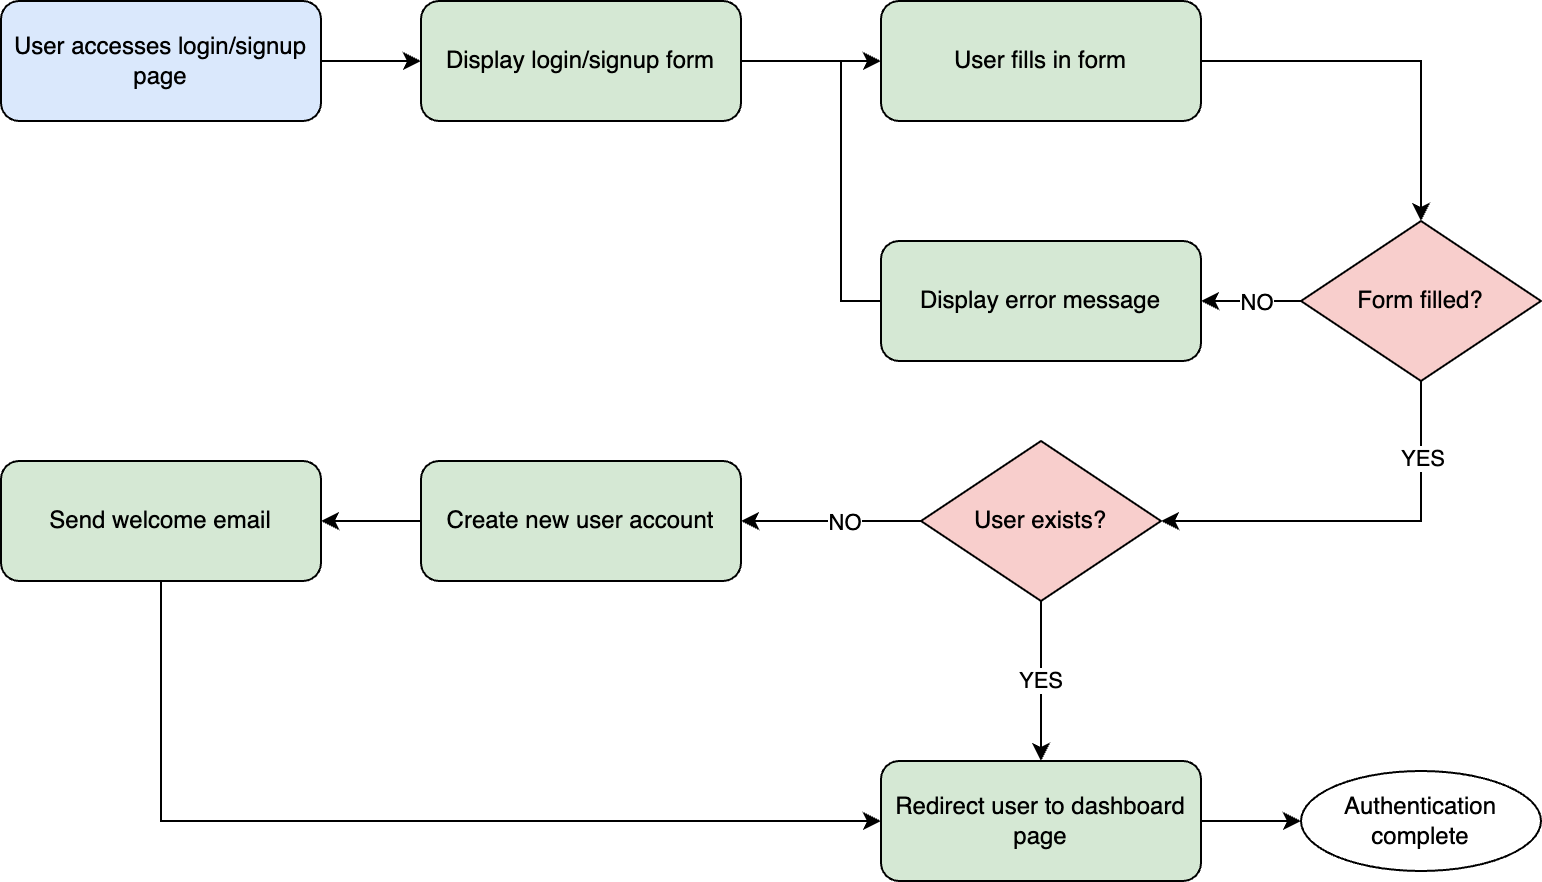 User accesses login/signup
page
Display login/signup form
User fills in form
Display error message
NO
Form filled?
YES
Send welcome email
Create new user account
NO
User exists?
YES
Redirect user to dashboard
page
Authentication
complete